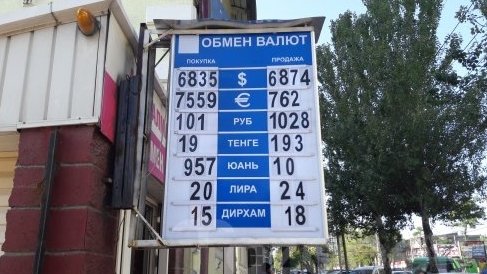 ОБМЕН ВАЛЮТ
ПОКУПКА ПРОДАЖА
6835 $ 6874
7559 € 762
101 РУБ 1028
19 ТЕНГЕ 193
957 ЮАНЬ 10
20 ЛИРА 24
15 ДИРХАМ 18